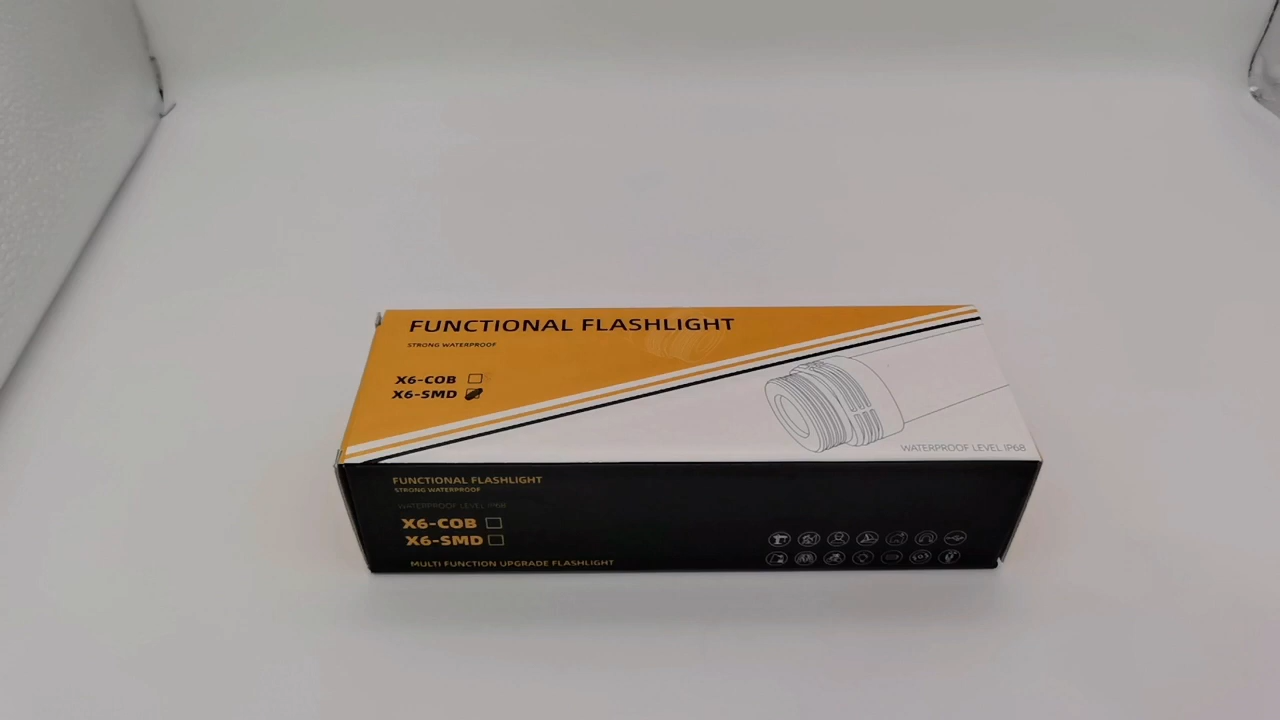 FUNCTIONAL FLASHLIGHT
STRONG WATERPROOF
X6-COB
X6-SMD
WATERPROOF LEVEL IP68
FUNCTIONAL FLASHLIGHT
STRONG WATERPROOF
WATERPROOF LEVEL IP68
X6-COB
X6-SMD
MULTI FUNCTION UPGRADE FLASHLIGHT